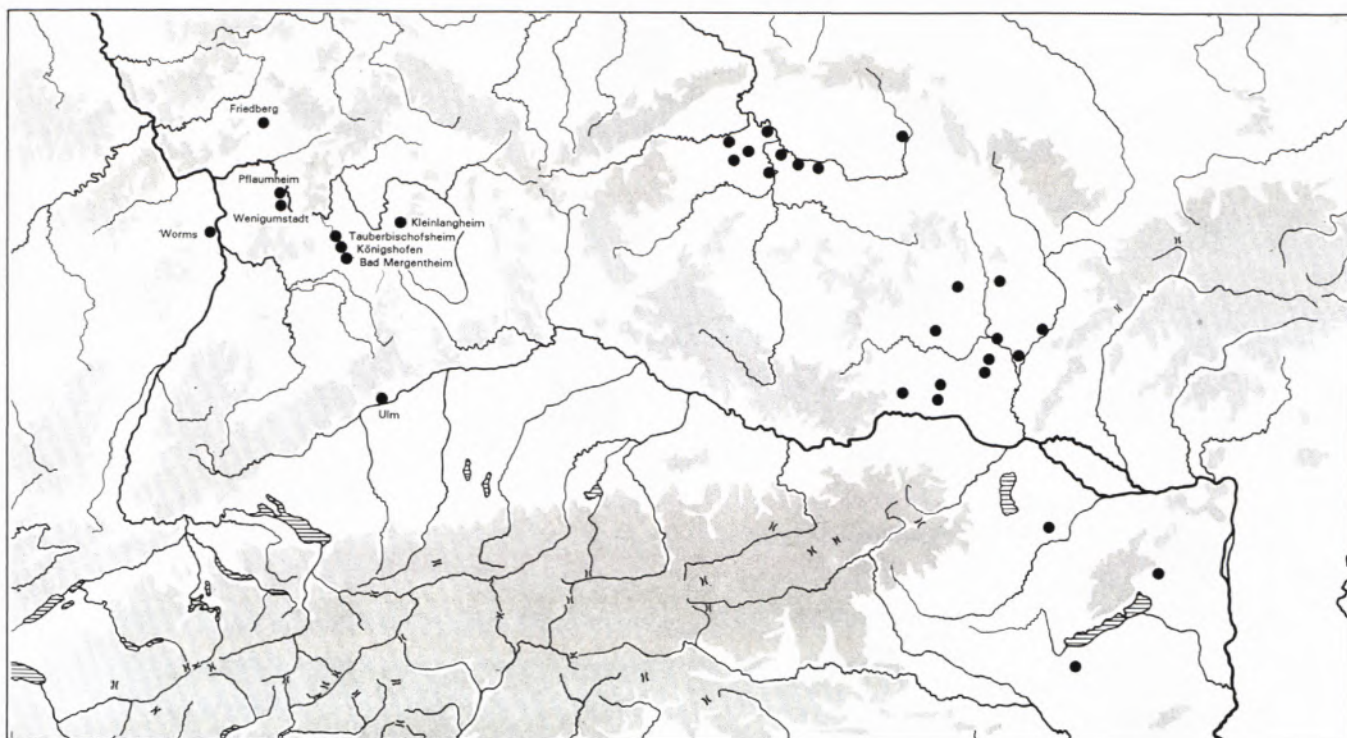 Friedberg
Pflaumheim
Wenigumstadt
Worms
Kleinlangheim
Tauberbischofsheim
Königshofen
Bad Mergentheim
Ulm